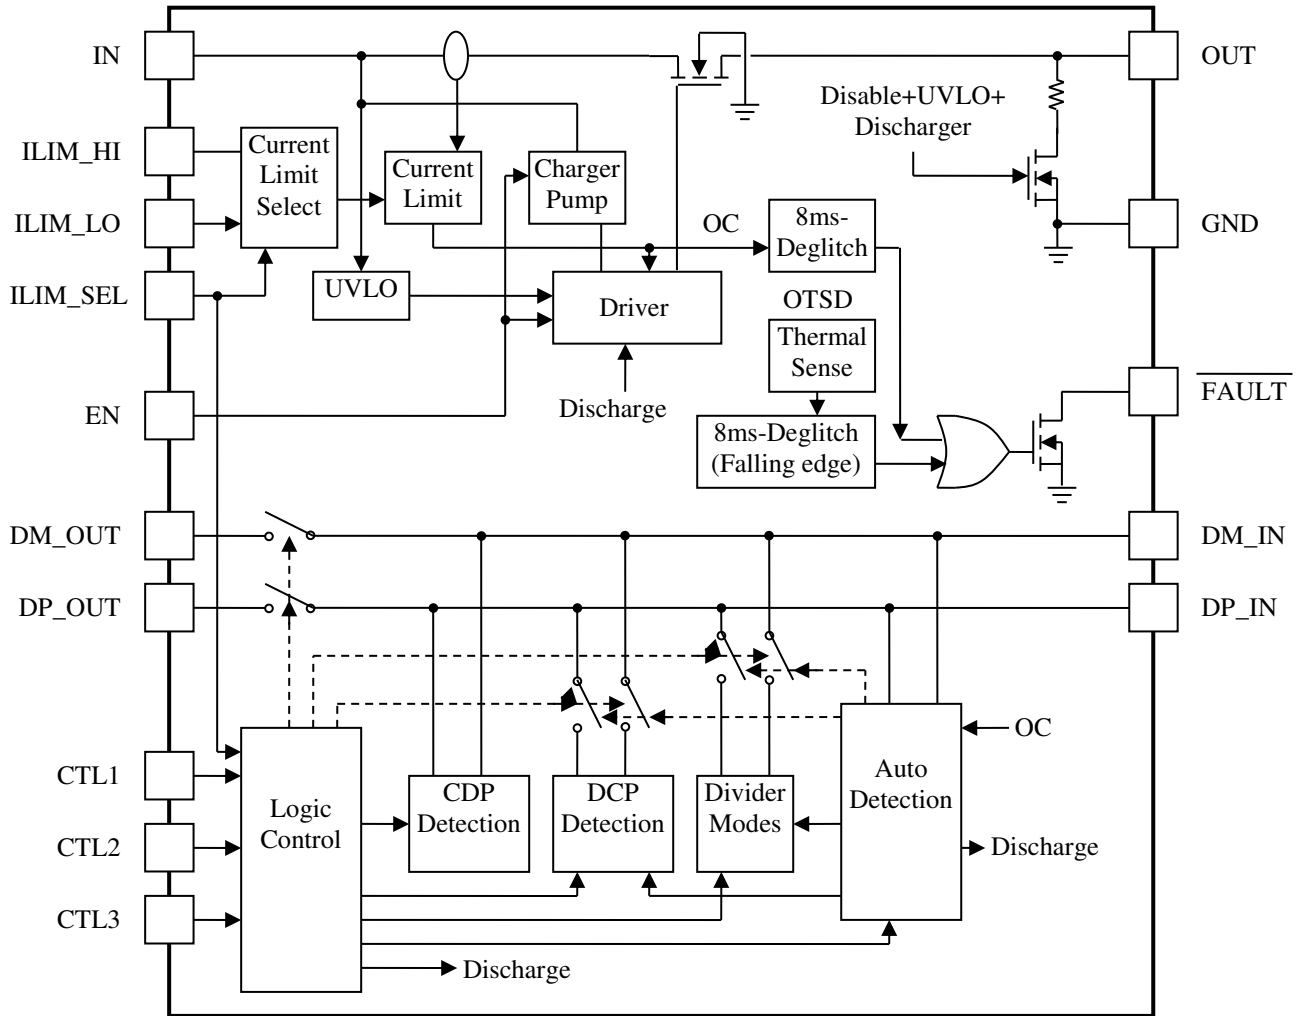 IN
OUT
Disable+UVLO+
Discharger
ILIM_HI
Current
Limit
Select
Current
Limit
Charger
Pump
ILIM_LO
OC
8ms-
Deglitch
GND
ILIM_SEL
UVLO
Driver
OTSD
Thermal
Sense
FAULT
EN
Discharge
8ms-Deglitch
(Falling edge)
DM_OUT
DM_IN
DP_OUT
DP_IN
OC
CTL1
Logic
Control
CDP
Detection
DCP
Detection
Divider
Modes
Auto
Detection
CTL2
Discharge
CTL3
Discharge